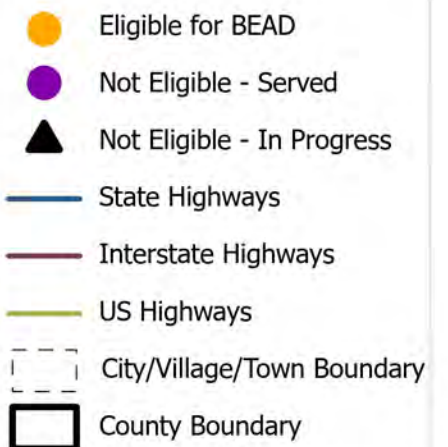 Eligible for BEAD
Not Eligible - Served
Not Eligible - In Progress
State Highways
Interstate Highways
US Highways
City/Village/Town Boundary
County Boundary